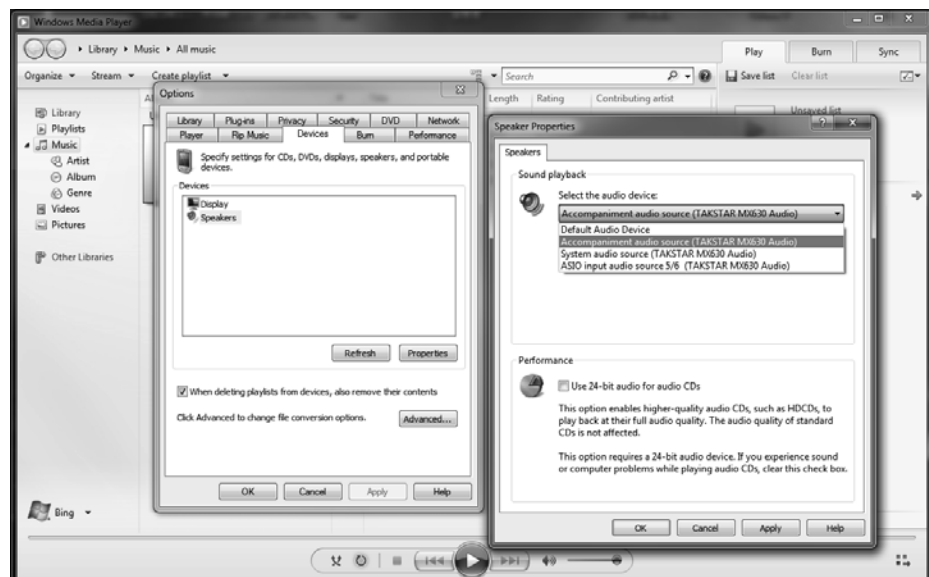 Windows Media Player
Library ▸ Music ▸ All music
Play
Burn
Sync
Organize
Stream
Create playlist
Search
Save list
Clear list
Library
Playlists
Music
Artist
Album
Genre
Videos
Pictures
Other Libraries
Bing
Length
Rating
Contributing artist
Unsaved list
Options
Library
Plug-ins
Privacy
Security
DVD
Network
Player
Rip Music
Devices
Burn
Performance
Specify settings for CDs, DVDs, displays, speakers, and portable
devices.
Devices
Display
Speakers
Refresh
Properties
When deleting playlists from devices, also remove their contents
Click Advanced to change file conversion options.
Advanced...
OK
Cancel
Apply
Help
Speaker Properties
Speakers
Sound playback
Select the audio device:
Accompaniment audio source (TAKSTAR MX630 Audio)
Default Audio Device
Accompaniment audio source (TAKSTAR MX630 Audio)
System audio source (TAKSTAR MX630 Audio)
ASIO input audio source 5/6 (TAKSTAR MX630 Audio)
Performance
Use 24-bit audio for audio CDs
This option enables higher-quality audio CDs, such as HDCDs, to
play back at their full audio quality. The audio quality of standard
CDs is not affected.
This option requires a 24-bit audio device. If you experience sound
or computer problems while playing audio CDs, clear this check box.
OK
Cancel
Apply
Help